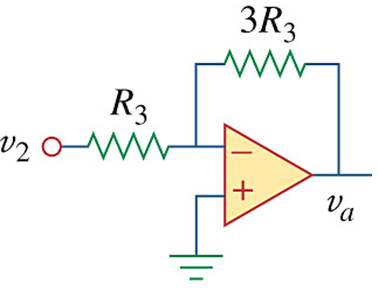 3R₃
R₃
v₂
−
+
vₐ